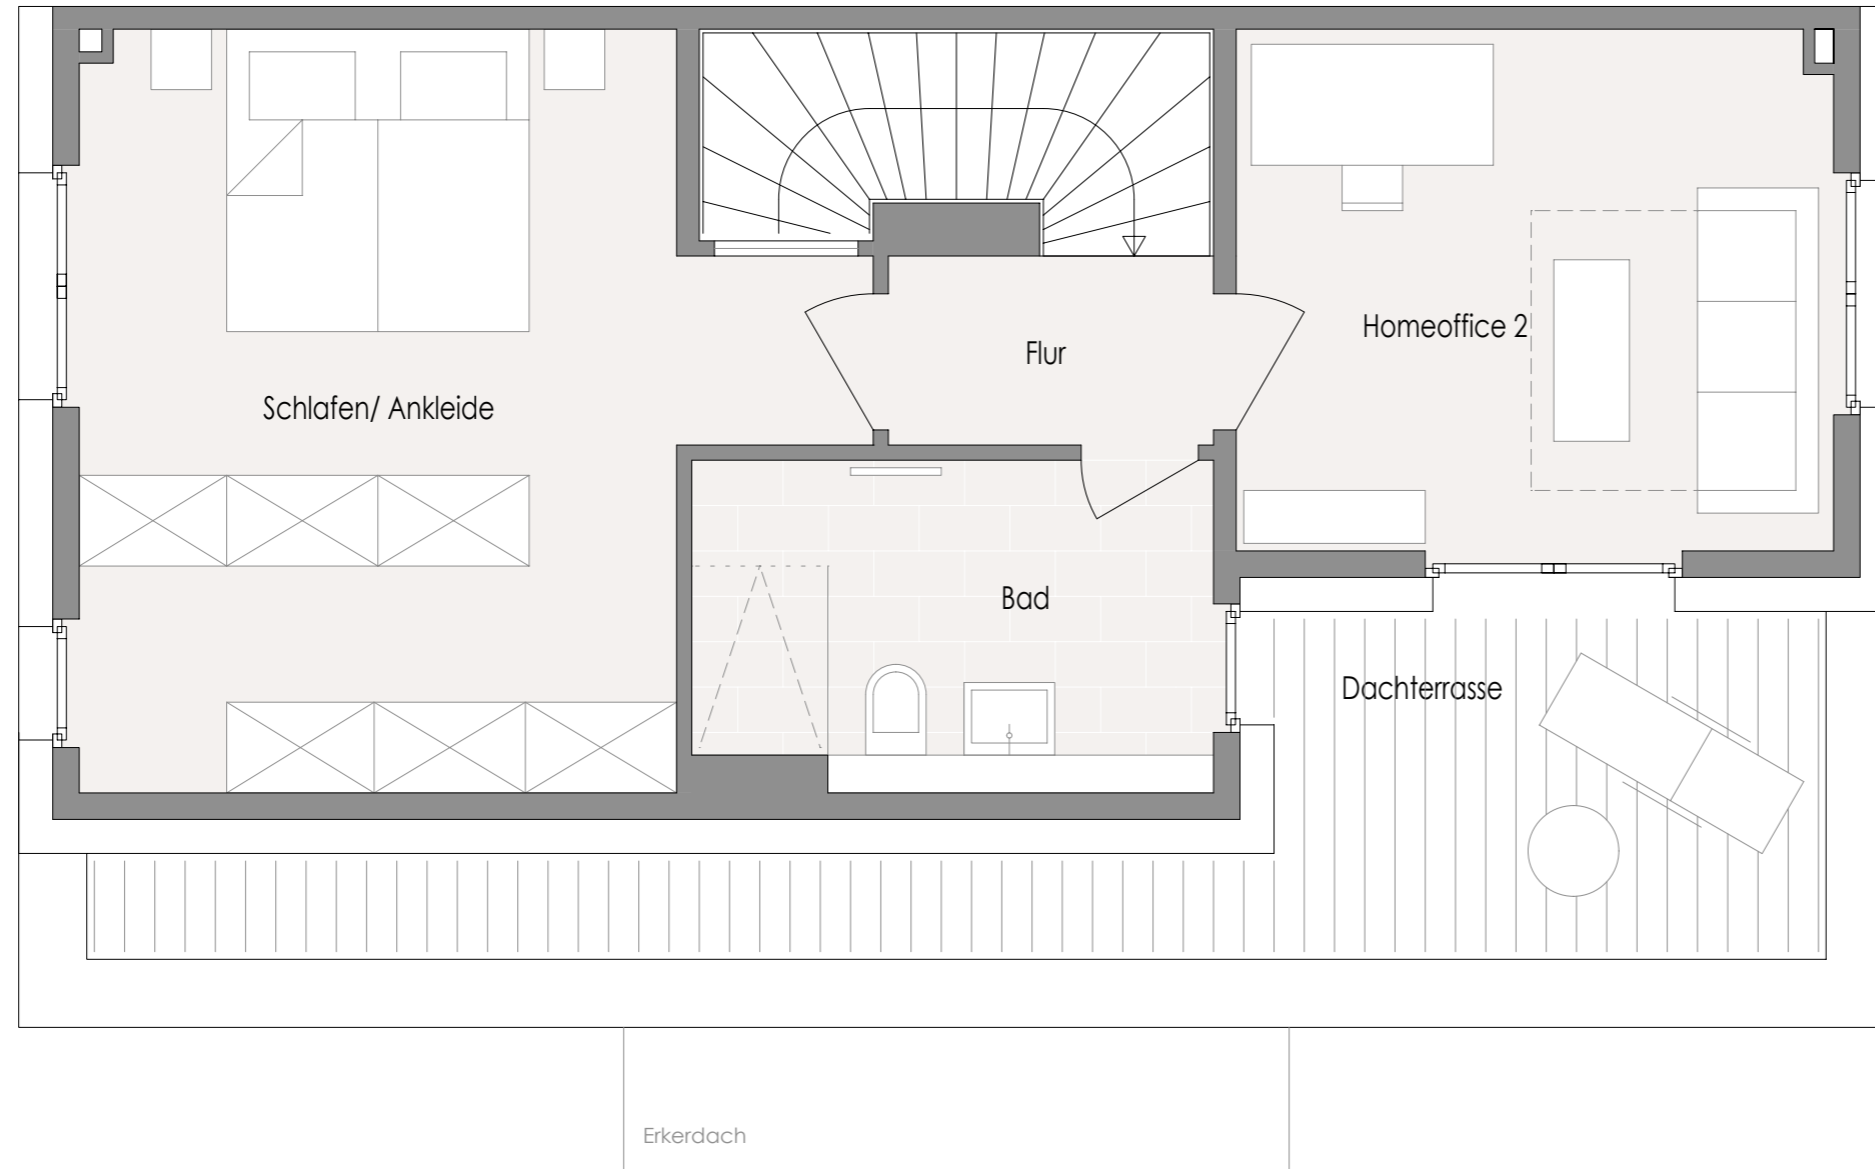 Homeoffice 2
Flur
Schlafen/ Ankleide
Bad
Dachterrasse
Erkerdach